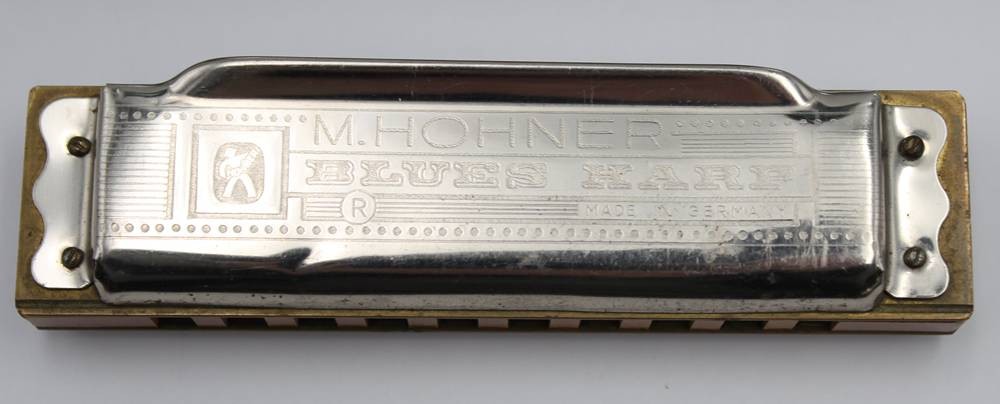 M. HOHNER
BLUES HARP
® MADE IN GERMANY